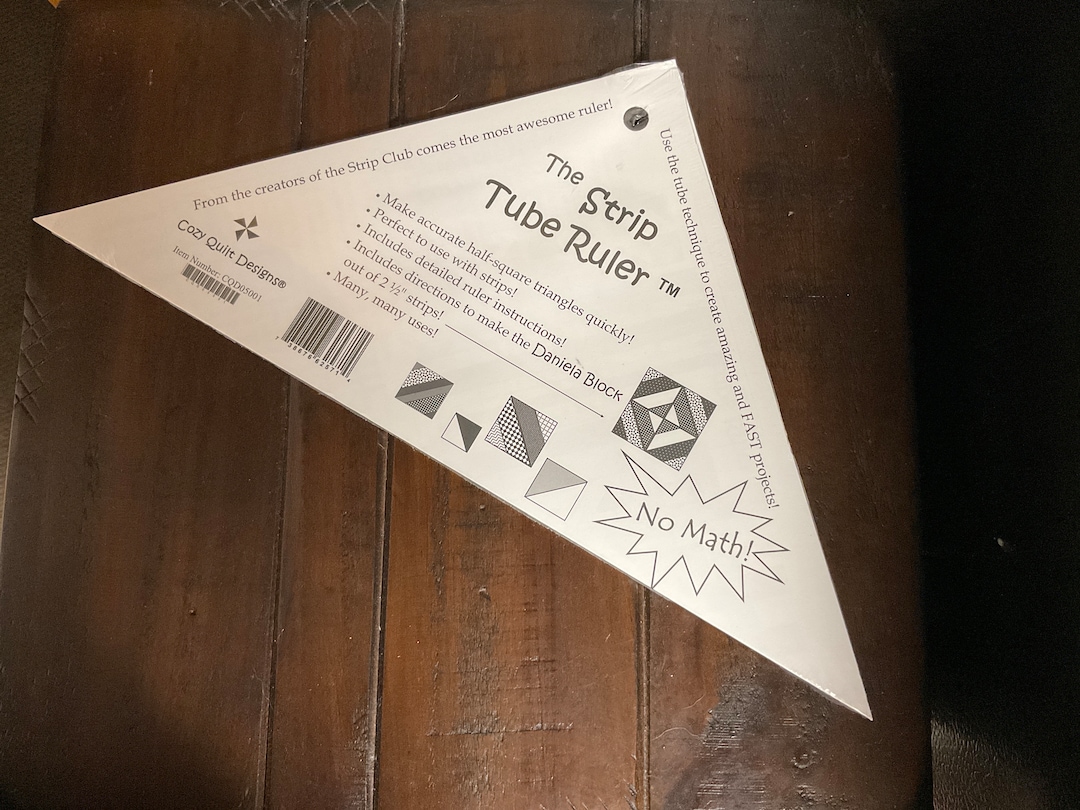 From the creators of the Strip Club comes the most awesome ruler!
Use the tube technique to create amazing and FAST projects!
The Strip
Tube Ruler ™
• Make accurate half-square triangles quickly!
• Perfect to use with strips!
• Includes detailed ruler instructions!
• Includes directions to make the Daniela Block
out of 2 ½" strips!
• Many, many uses!
Cozy Quilt Designs®
Item Number: CQD05001
No Math!